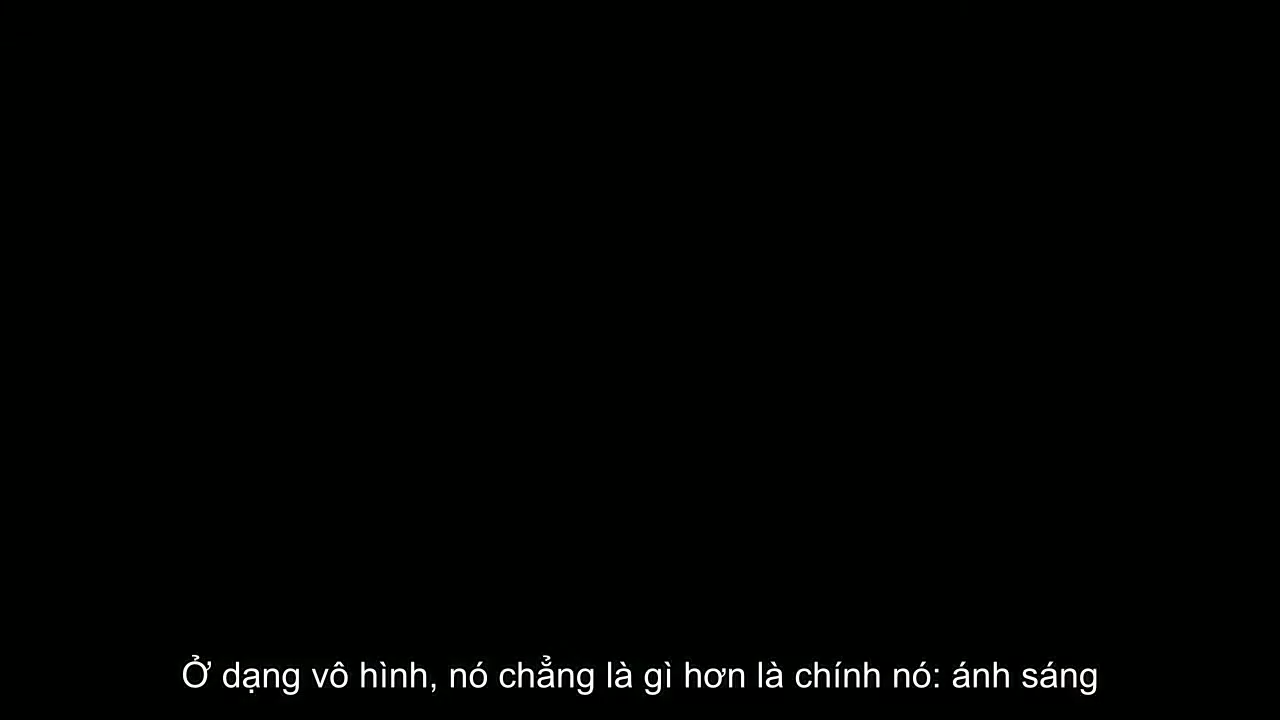 Ở dạng vô hình, nó chẳng là gì hơn là chính nó: ánh sáng